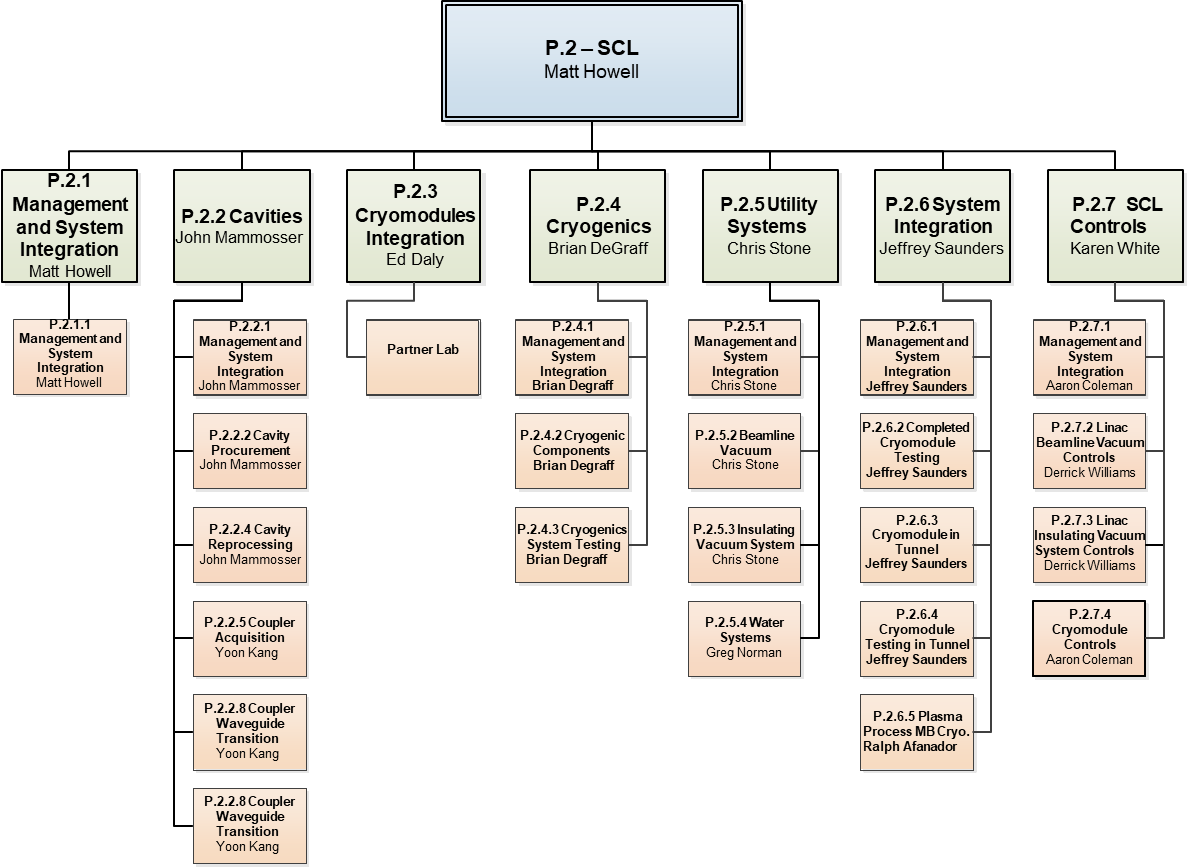 P.2 – SCL
Matt Howell
P.2.1
Management
and System
Integration
Matt Howell
P.2.2 Cavities
John Mammosser
P.2.3
Cryomodules
Integration
Ed Daly
P.2.4
Cryogenics
Brian DeGraff
P.2.5 Utility
Systems
Chris Stone
P.2.6 System
Integration
Jeffrey Saunders
P.2.7 SCL
Controls
Karen White
P.2.1.1
Management and
System
Integration
Matt Howell
P.2.2.1
Management and
System
Integration
John Mammosser
P.2.2.2 Cavity
Procurement
John Mammosser
P.2.2.4 Cavity
Reprocessing
John Mammosser
P.2.2.5 Coupler
Acquisition
Yoon Kang
P.2.2.8 Coupler
Waveguide
Transition
Yoon Kang
P.2.2.8 Coupler
Waveguide
Transition
Yoon Kang
Partner Lab
P.2.4.1
Management and
System
Integration
Brian Degraff
P.2.4.2 Cryogenic
Components
Brian Degraff
P.2.4.3 Cryogenics
System Testing
Brian Degraff
P.2.5.1
Management and
System
Integration
Chris Stone
P.2.5.2 Beamline
Vacuum
Chris Stone
P.2.5.3 Insulating
Vacuum System
Chris Stone
P.2.5.4 Water
Systems
Greg Norman
P.2.6.1
Management and
System
Integration
Jeffrey Saunders
P.2.6.2 Completed
Cryomodule
Testing
Jeffrey Saunders
P.2.6.3
Cryomodule in
Tunnel
Jeffrey Saunders
P.2.6.4
Cryomodule
Testing in Tunnel
Jeffrey Saunders
P.2.6.5 Plasma
Process MB Cryo.
Ralph Afanador
P.2.7.1
Management and
System
Integration
Aaron Coleman
P.2.7.2 Linac
Beamline Vacuum
Controls
Derrick Williams
P.2.7.3 Linac
Insulating Vacuum
System Controls
Derrick Williams
P.2.7.4
Cryomodule
Controls
Aaron Coleman